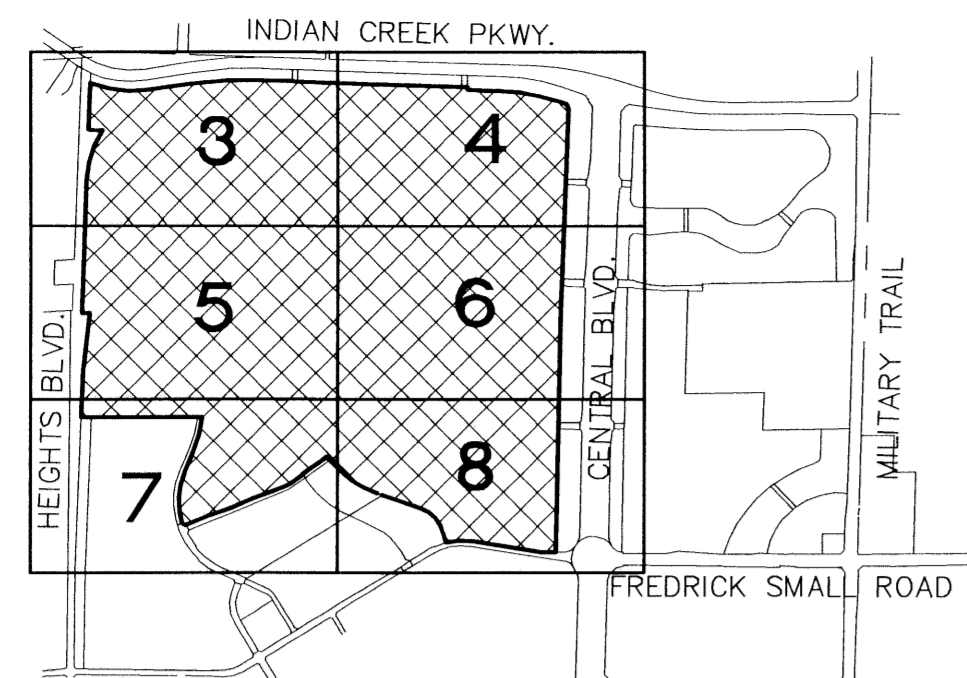 INDIAN CREEK PKWY.
3
4
5
6
7
8
HEIGHTS BLVD.
CENTRAL BLVD.
MILITARY TRAIL
FREDRICK SMALL ROAD